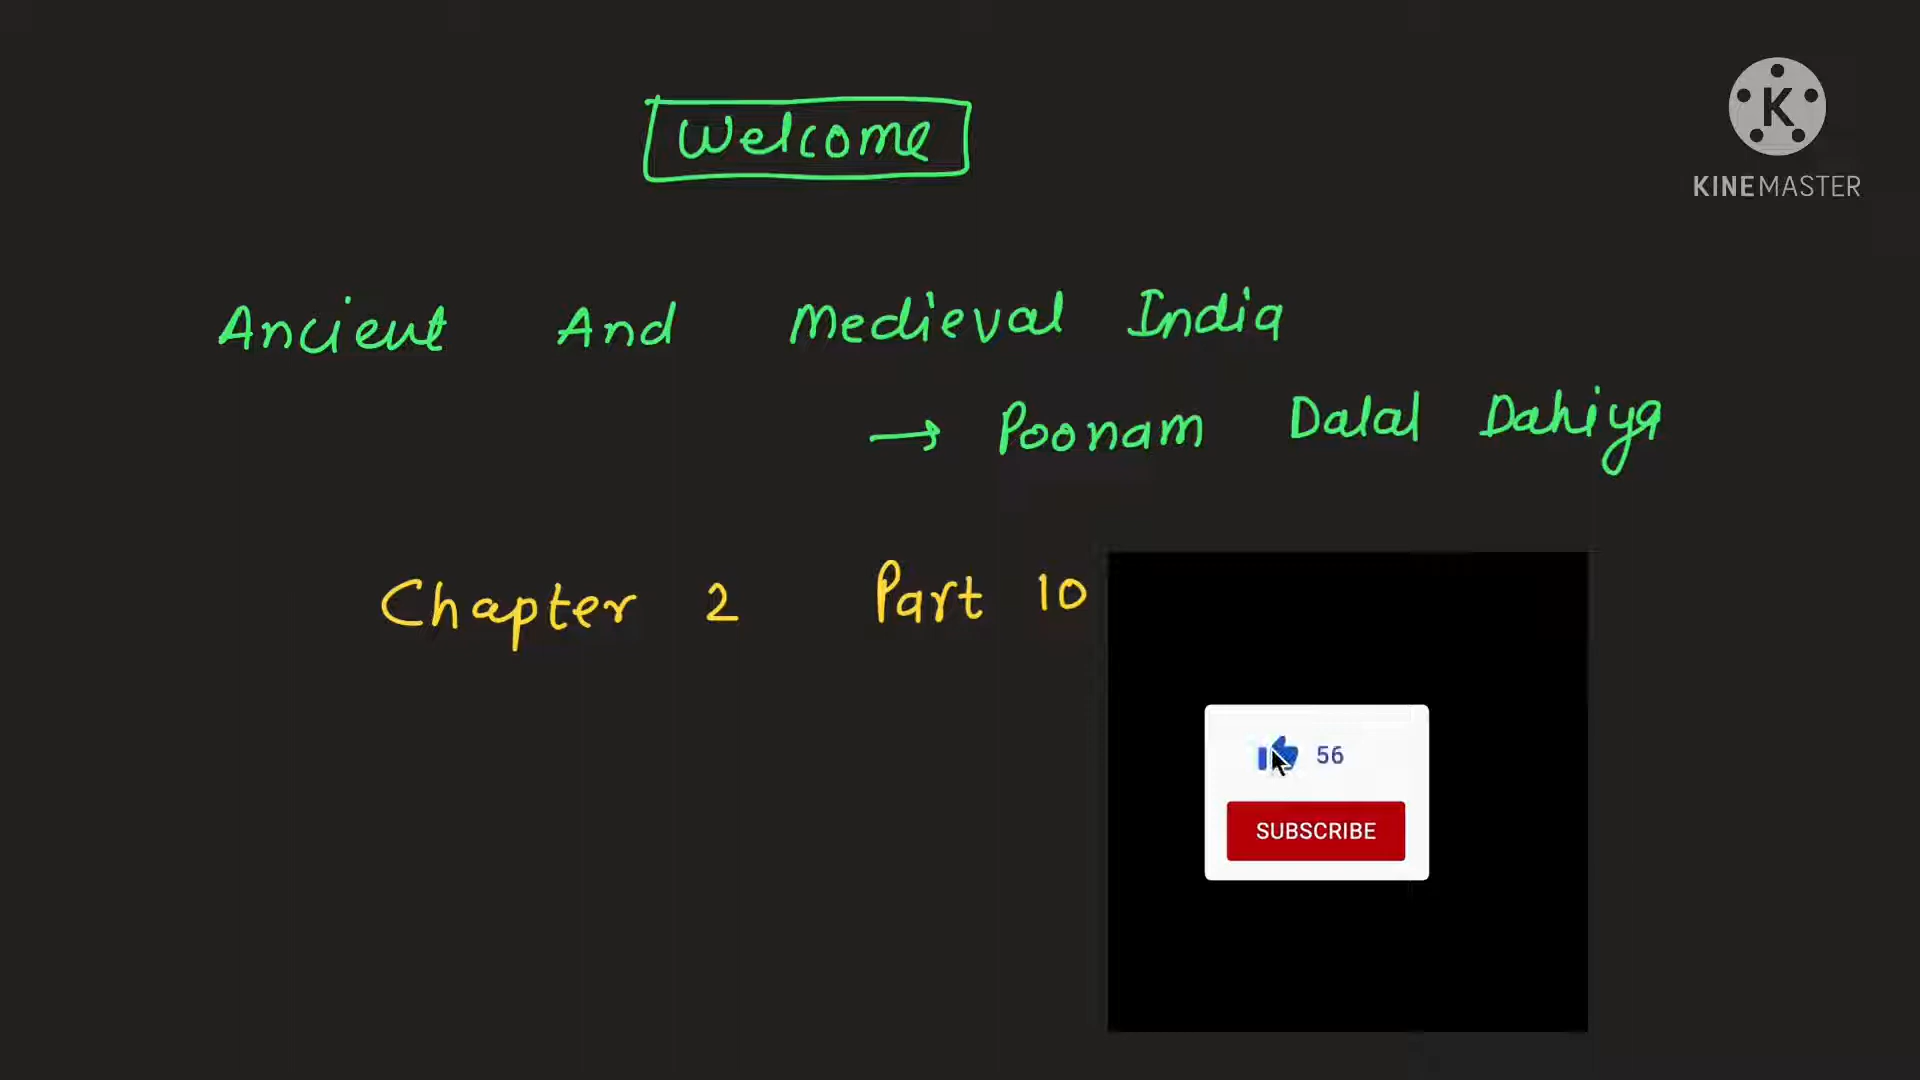 Welcome
K
KINEMASTER
Ancient And Medieval India
→ Poonam Dalal Dahiya
Chapter 2 Part 10
56
SUBSCRIBE